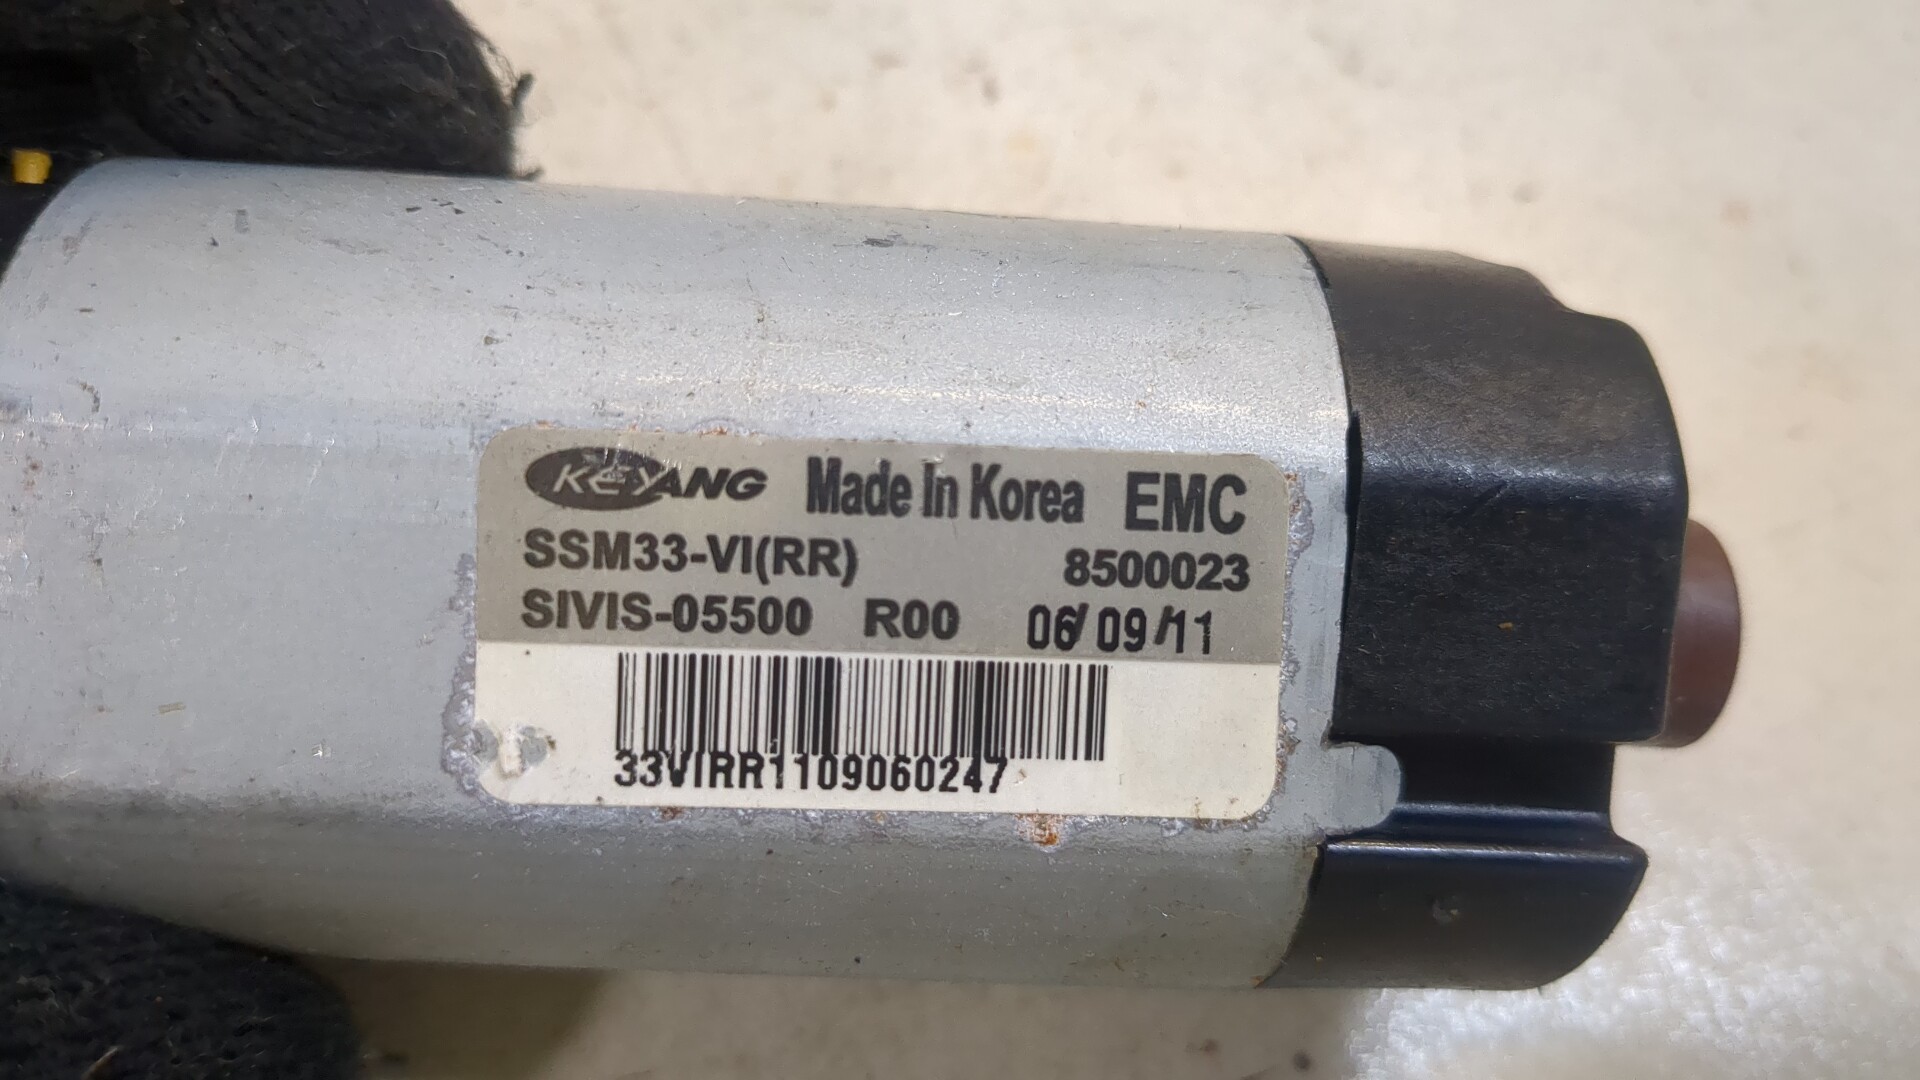 KEYANG Made In Korea EMC
SSM33-VI(RR) 8500023
SIVIS-05500 R00 06/09/11
33VIRR1109060247